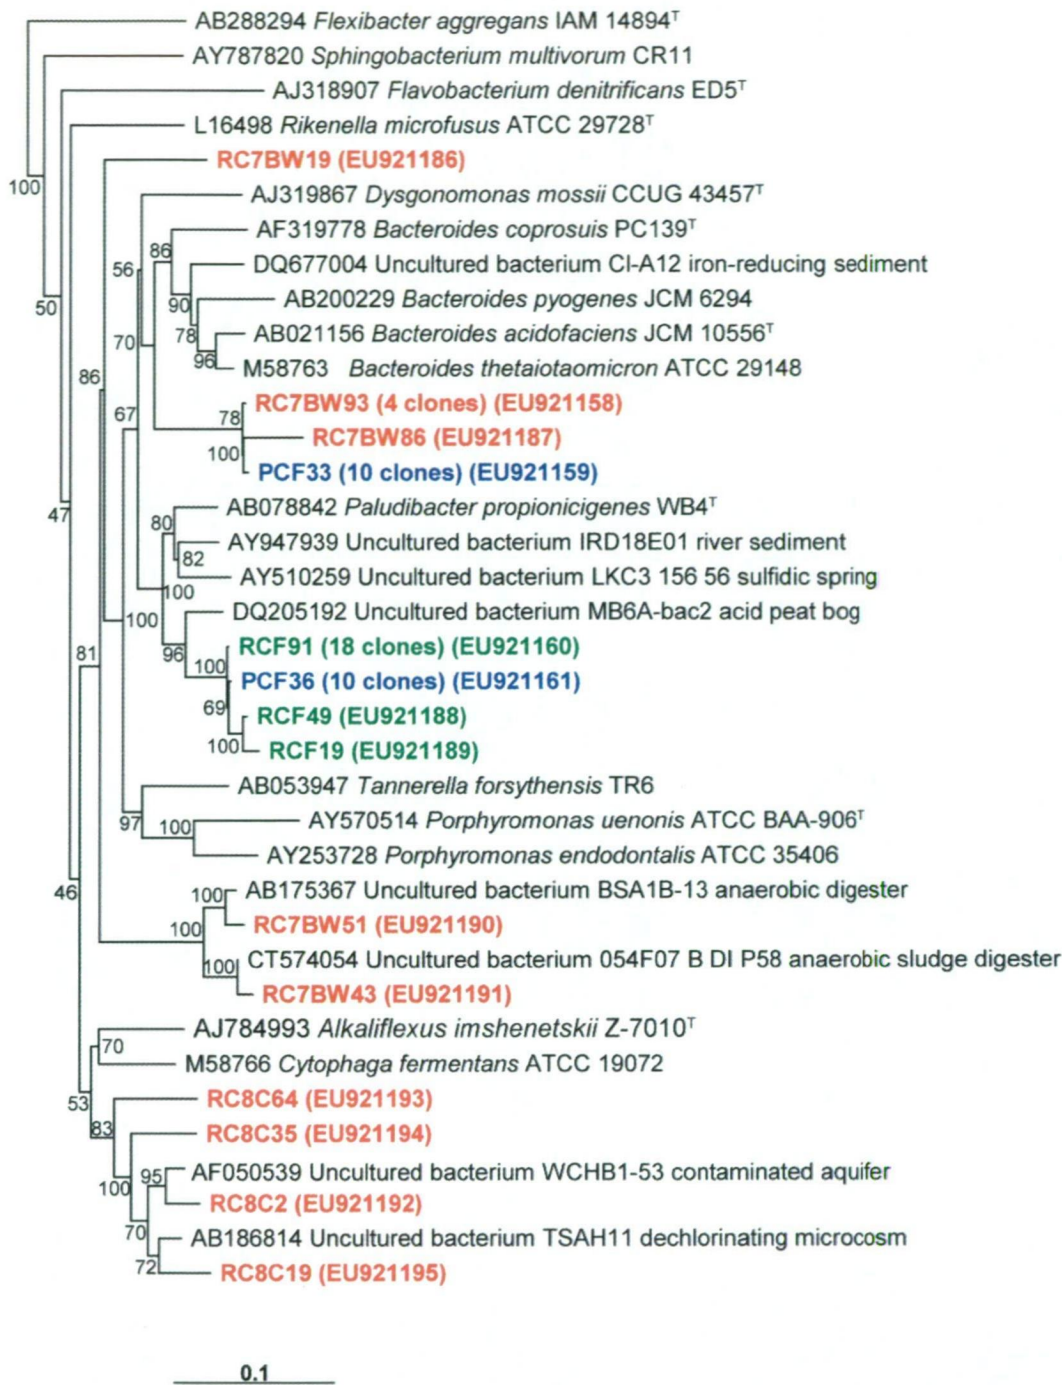 AB288294 Flexibacter aggregans IAM 14894ᵀ
AY787820 Sphingobacterium multivorum CR11
AJ318907 Flavobacterium denitrificans ED5ᵀ
L16498 Rikenella microfusus ATCC 29728ᵀ
RC7BW19 (EU921186)
100
AJ319867 Dysgonomonas mossii CCUG 43457ᵀ
AF319778 Bacteroides coprosuis PC139ᵀ
86
56
DQ677004 Uncultured bacterium CI-A12 iron-reducing sediment
90
50
AB200229 Bacteroides pyogenes JCM 6294
78
AB021156 Bacteroides acidofaciens JCM 10556ᵀ
70
96
M58763 Bacteroides thetaiotaomicron ATCC 29148
86
RC7BW93 (4 clones) (EU921158)
67
78
RC7BW86 (EU921187)
100
PCF33 (10 clones) (EU921159)
AB078842 Paludibacter propionicigenes WB4ᵀ
47
80
AY947939 Uncultured bacterium IRD18E01 river sediment
82
AY510259 Uncultured bacterium LKC3 156 56 sulfidic spring
100
DQ205192 Uncultured bacterium MB6A-bac2 acid peat bog
100
RCF91 (18 clones) (EU921160)
81
96
100
PCF36 (10 clones) (EU921161)
69
RCF49 (EU921188)
100
RCF19 (EU921189)
AB053947 Tannerella forsythensis TR6
97
100
AY570514 Porphyromonas uenonis ATCC BAA-906ᵀ
AY253728 Porphyromonas endodontalis ATCC 35406
46
100
AB175367 Uncultured bacterium BSA1B-13 anaerobic digester
100
RC7BW51 (EU921190)
100
CT574054 Uncultured bacterium 054F07 B DI P58 anaerobic sludge digester
RC7BW43 (EU921191)
AJ784993 Alkaliflexus imshenetskii Z-7010ᵀ
70
M58766 Cytophaga fermentans ATCC 19072
53
RC8C64 (EU921193)
83
RC8C35 (EU921194)
AF050539 Uncultured bacterium WCHB1-53 contaminated aquifer
95
100
RC8C2 (EU921192)
70
AB186814 Uncultured bacterium TSAH11 dechlorinating microcosm
72
RC8C19 (EU921195)
0.1